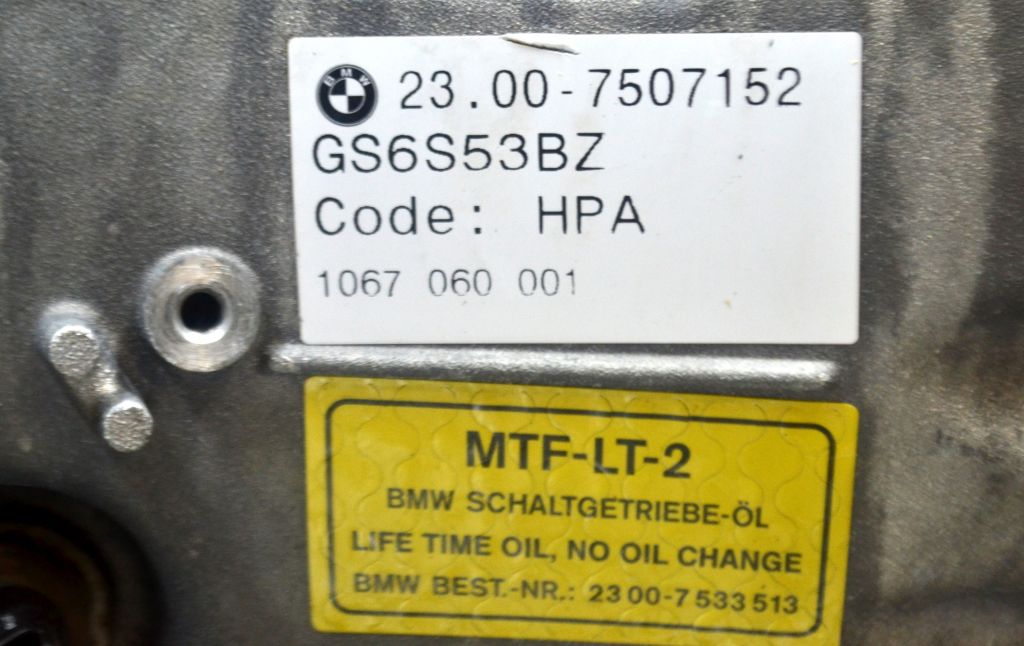 BMW 23.00-7507152
GS6S53BZ
Code: HPA
1067 060 001
MTF-LT-2
BMW SCHALTGETRIEBE-ÖL
LIFE TIME OIL, NO OIL CHANGE
BMW BEST.-NR.: 23 00-7 533 513